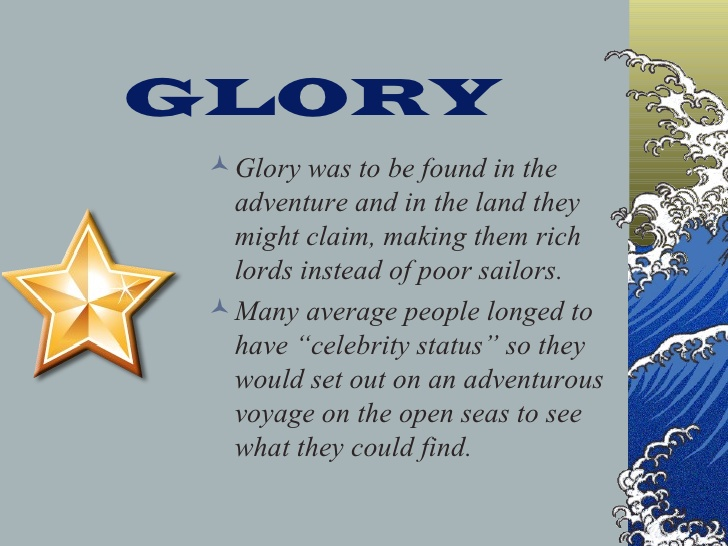 GLORY
Glory was to be found in the
adventure and in the land they
might claim, making them rich
lords instead of poor sailors.
Many average people longed to
have “celebrity status” so they
would set out on an adventurous
voyage on the open seas to see
what they could find.